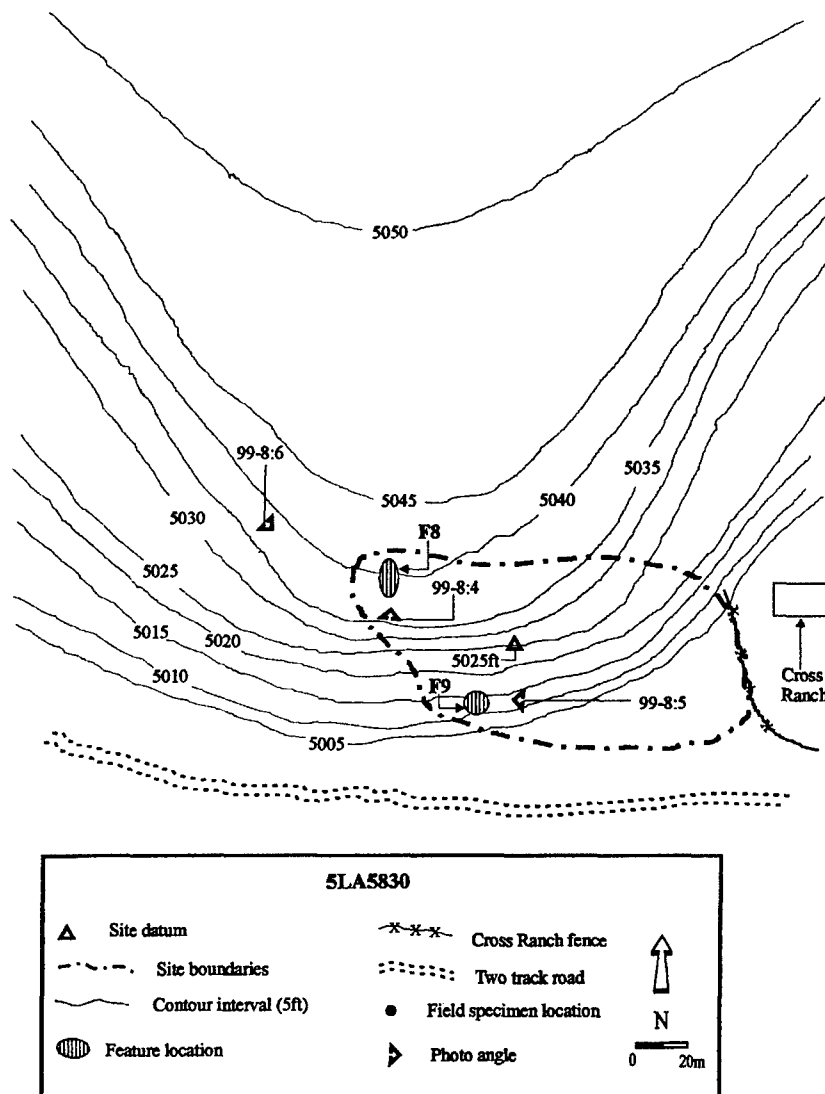 5050
99-8:6
5045
5040
5035
5030
F8
5025
99-8:4
5015
5020
5025ft
Cross
Ranch
5010
F9
99-8:5
5005
5LA5830
Site datum
Cross Ranch fence
Site boundaries
Two track road
Contour interval (5ft)
Field specimen location
N
Feature location
Photo angle
0 20m